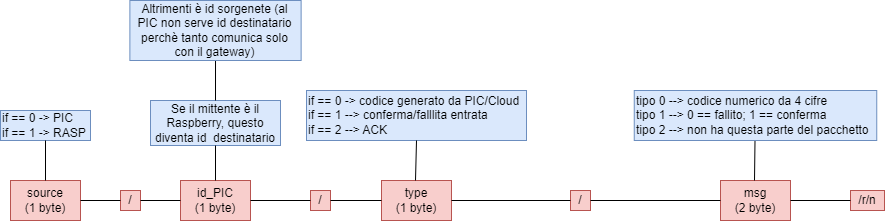 Altrimenti è id sorgenete (al
PIC non serve id destinatario
perchè tanto comunica solo
con il gateway)
if == 0 -> PIC
if == 1 -> RASP
Se il mittente è il
Raspberry, questo
diventa id destinatario
if == 0 -> codice generato da PIC/Cloud
if == 1 --> conferma/falllita entrata
if == 2 --> ACK
tipo 0 --> codice numerico da 4 cifre
tipo 1 --> 0 == fallito; 1 == conferma
tipo 2 --> non ha questa parte del pacchetto
source
(1 byte)
/
id_PIC
(1 byte)
/
type
(1 byte)
/
msg
(2 byte)
/r/n